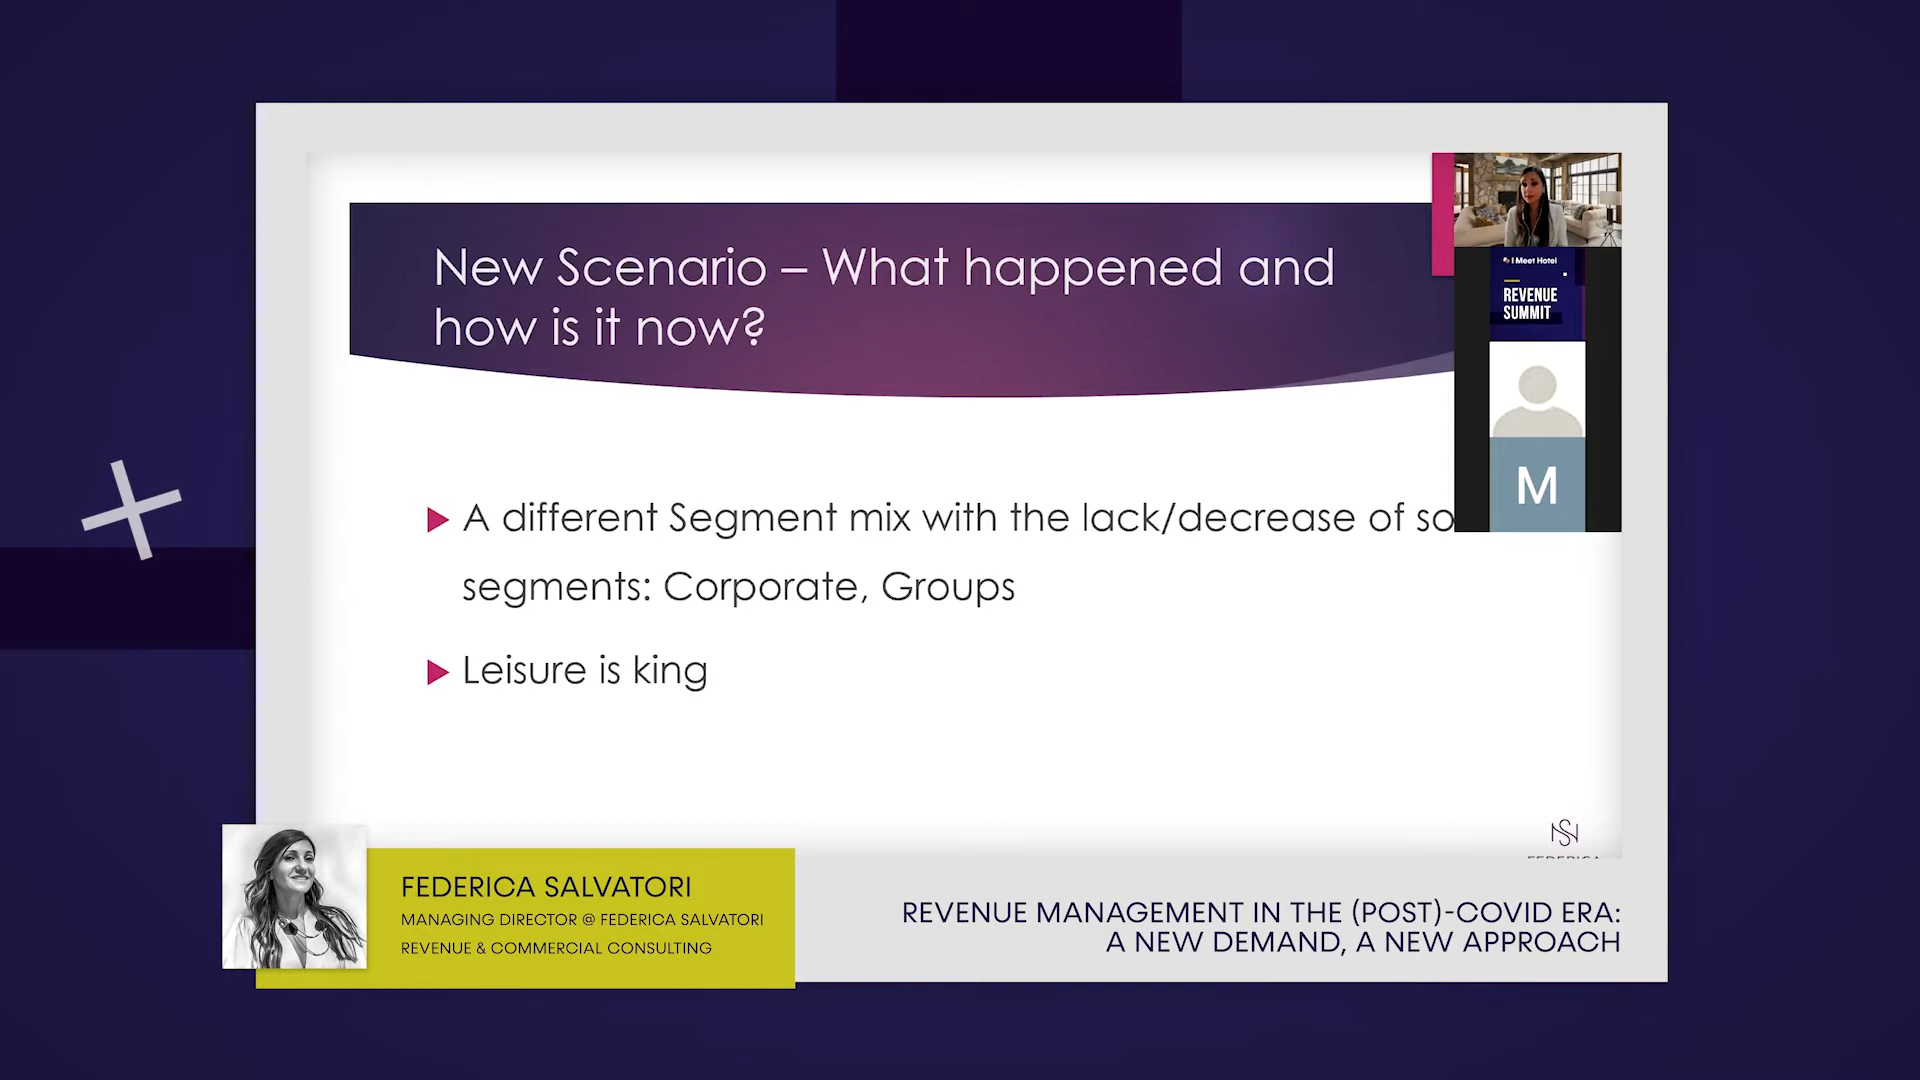 New Scenario – What happened and
how is it now?
I Meet Hotel
REVENUE
SUMMIT
M
A different Segment mix with the lack/decrease of so
segments: Corporate, Groups
Leisure is king
FEDERICA SALVATORI
MANAGING DIRECTOR @ FEDERICA SALVATORI
REVENUE & COMMERCIAL CONSULTING
REVENUE MANAGEMENT IN THE (POST)-COVID ERA:
A NEW DEMAND, A NEW APPROACH